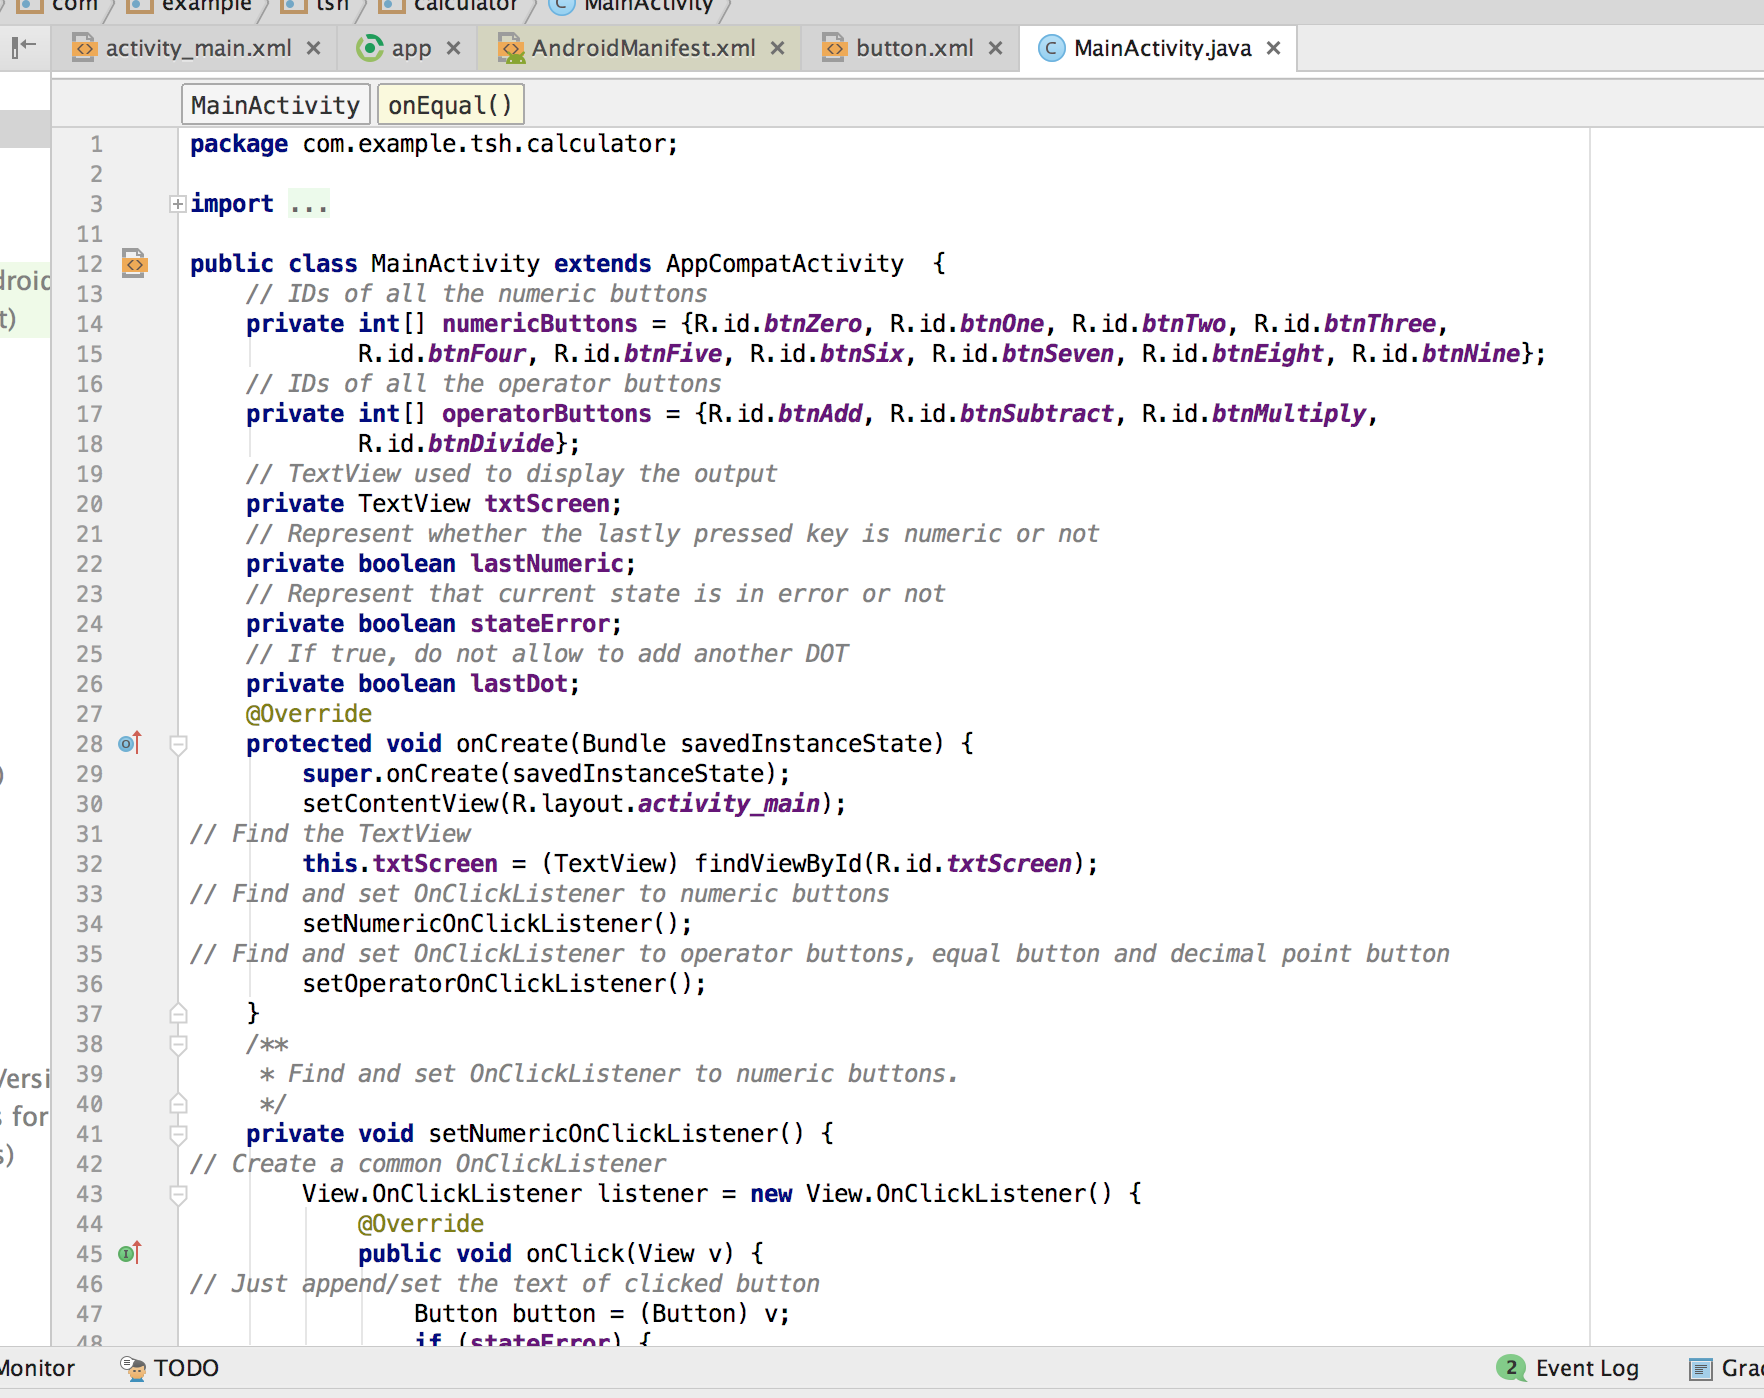 com example tsh calculator MainActivity
activity_main.xml app AndroidManifest.xml button.xml MainActivity.java
MainActivity onEqual()
1 package com.example.tsh.calculator;
2
3 import ...
11
12 public class MainActivity extends AppCompatActivity {
13 // IDs of all the numeric buttons
14 private int[] numericButtons = {R.id.btnZero, R.id.btnOne, R.id.btnTwo, R.id.btnThree,
15 R.id.btnFour, R.id.btnFive, R.id.btnSix, R.id.btnSeven, R.id.btnEight, R.id.btnNine};
16 // IDs of all the operator buttons
17 private int[] operatorButtons = {R.id.btnAdd, R.id.btnSubtract, R.id.btnMultiply,
18 R.id.btnDivide};
19 // TextView used to display the output
20 private TextView txtScreen;
21 // Represent whether the lastly pressed key is numeric or not
22 private boolean lastNumeric;
23 // Represent that current state is in error or not
24 private boolean stateError;
25 // If true, do not allow to add another DOT
26 private boolean lastDot;
27 @Override
28 protected void onCreate(Bundle savedInstanceState) {
29 super.onCreate(savedInstanceState);
30 setContentView(R.layout.activity_main);
31 // Find the TextView
32 this.txtScreen = (TextView) findViewById(R.id.txtScreen);
33 // Find and set OnClickListener to numeric buttons
34 setNumericOnClickListener();
35 // Find and set OnClickListener to operator buttons, equal button and decimal point button
36 setOperatorOnClickListener();
37 }
38 /**
39 * Find and set OnClickListener to numeric buttons.
40 */
41 private void setNumericOnClickListener() {
42 // Create a common OnClickListener
43 View.OnClickListener listener = new View.OnClickListener() {
44 @Override
45 public void onClick(View v) {
46 // Just append/set the text of clicked button
47 Button button = (Button) v;
48 if (stateError) {
droid
t)
)
Versi
s for
s)
Monitor TODO 2 Event Log Grad